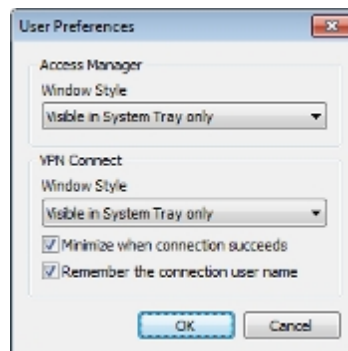 User Preferences
Access Manager
Window Style
Visible in System Tray only
VPN Connect
Window Style
Visible in System Tray only
Minimize when connection succeeds
Remember the connection user name
OK Cancel